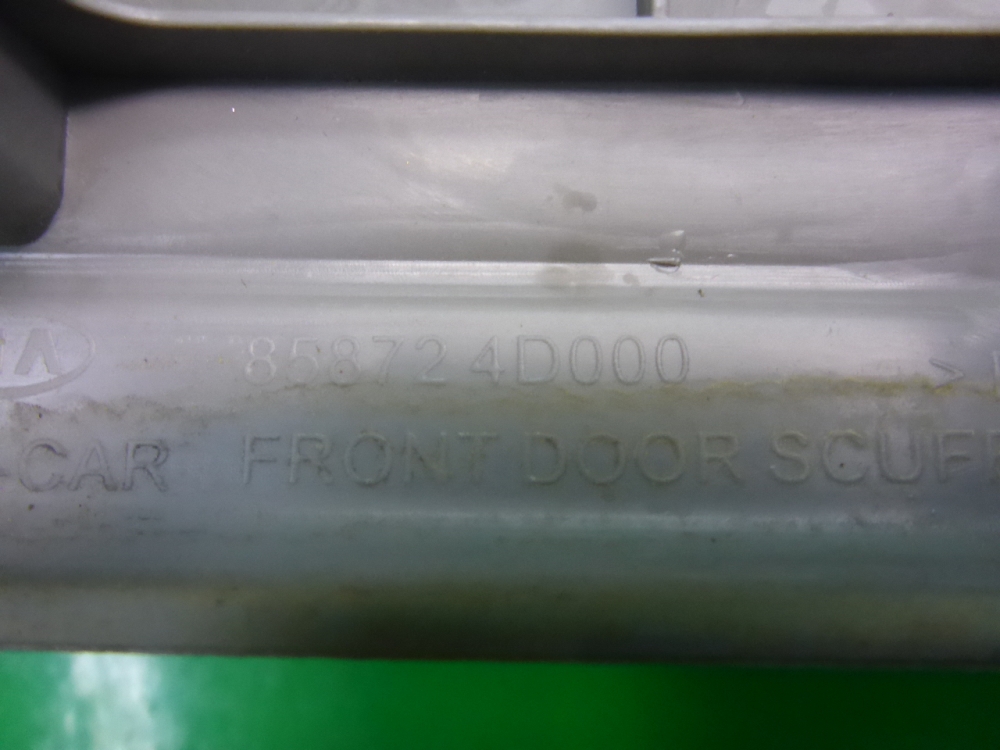 85872 4D000 >
-CAR FRONT DOOR SCUFF